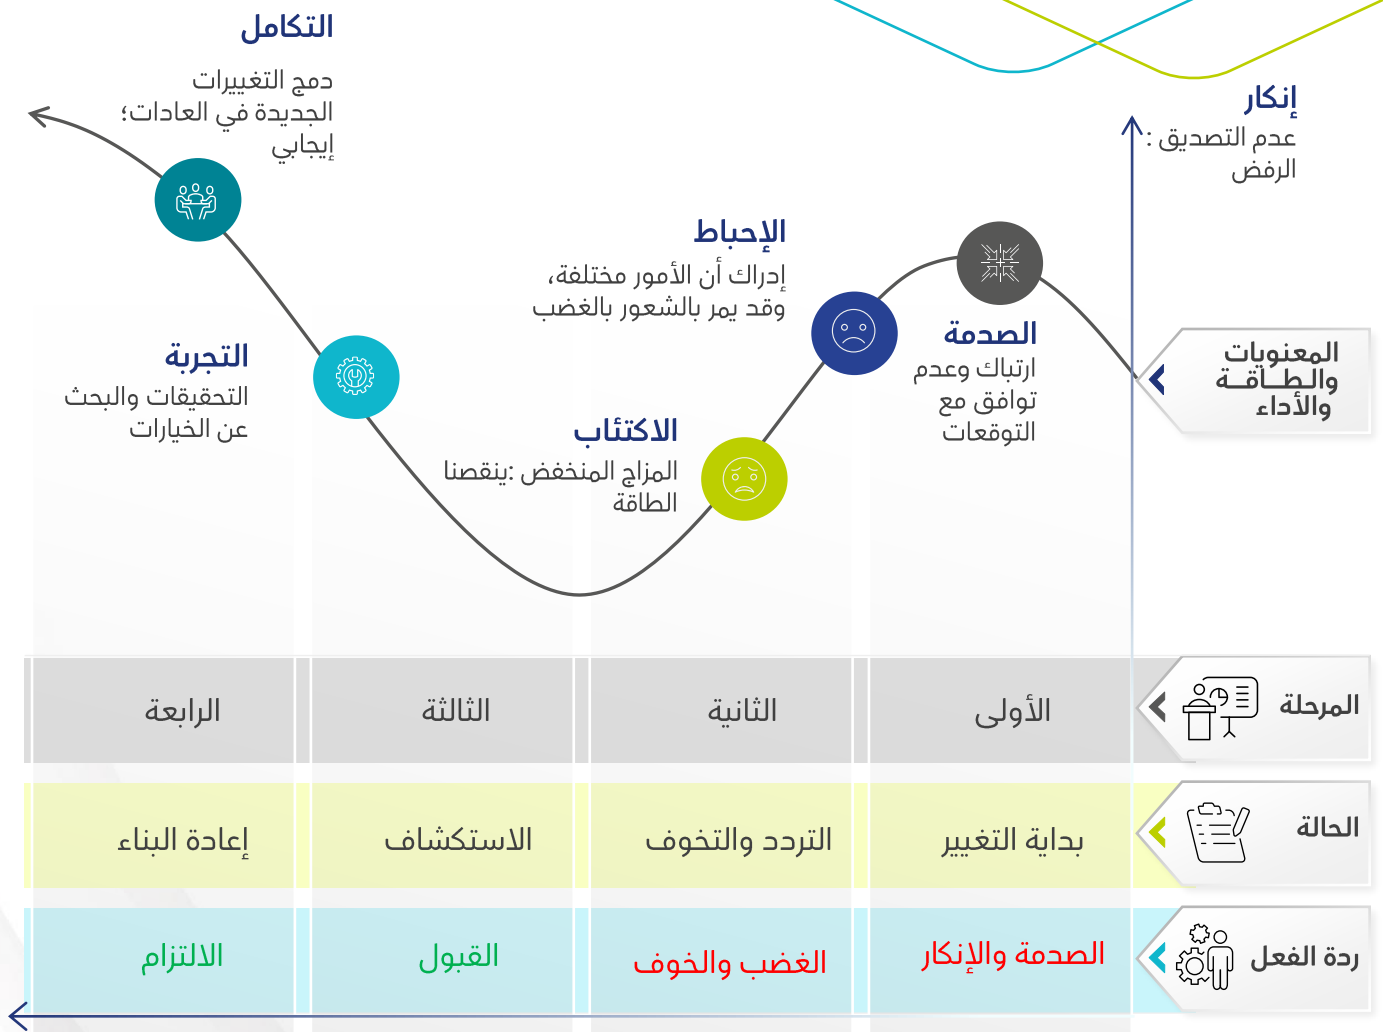 إنكار
عدم التصديق :
الرفض
المعنويات
والـطــاقــة
والأداء
الصدمة
ارتباك وعدم
توافق مع
التوقعات
الإحباط
إدراك أن الأمور مختلفة،
وقد يمر بالشعور بالغضب
الاكتئاب
المزاج المنخفض :ينقصنا
الطاقة
التجربة
التحقيقات والبحث
عن الخيارات
التكامل
دمج التغييرات
الجديدة في العادات؛
إيجابي
المرحلة
الأولى
الثانية
الثالثة
الرابعة
الحالة
بداية التغيير
التردد والتخوف
الاستكشاف
إعادة البناء
ردة الفعل
الصدمة والإنكار
الغضب والخوف
القبول
الالتزام